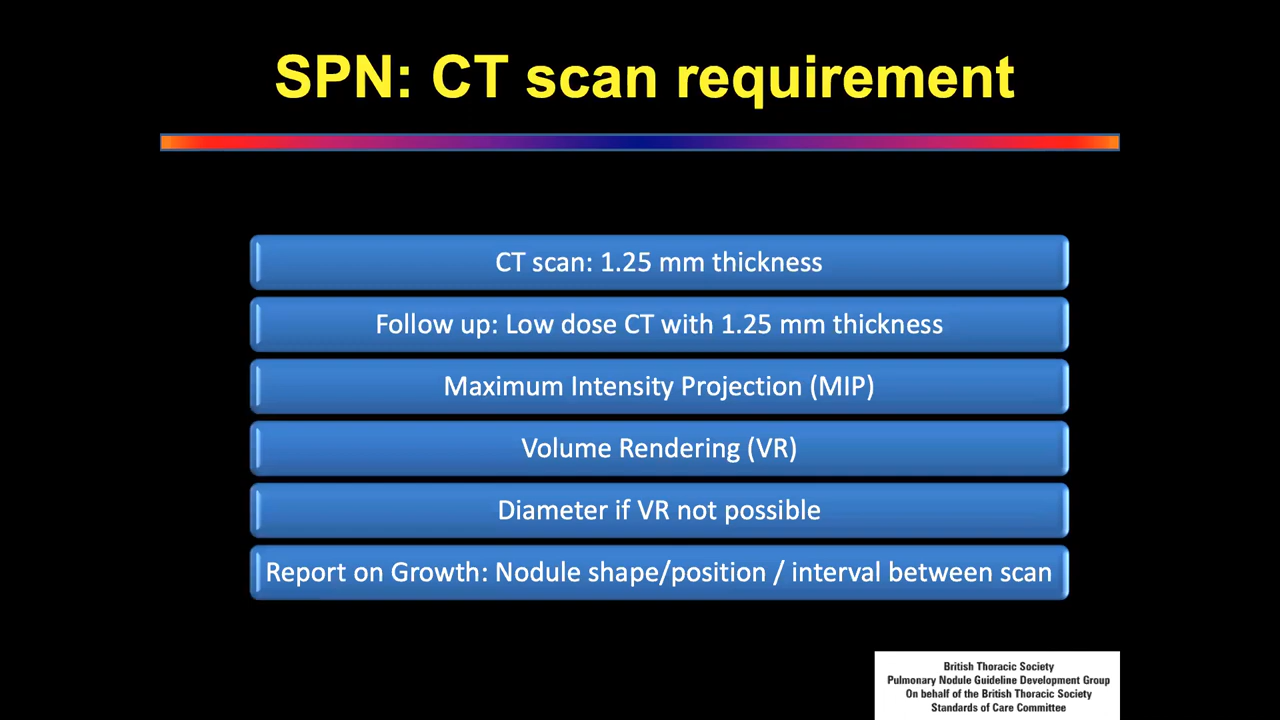 SPN: CT scan requirement
CT scan: 1.25 mm thickness
Follow up: Low dose CT with 1.25 mm thickness
Maximum Intensity Projection (MIP)
Volume Rendering (VR)
Diameter if VR not possible
Report on Growth: Nodule shape/position / interval between scan
British Thoracic Society
Pulmonary Nodule Guideline Development Group
On behalf of the British Thoracic Society
Standards of Care Committee